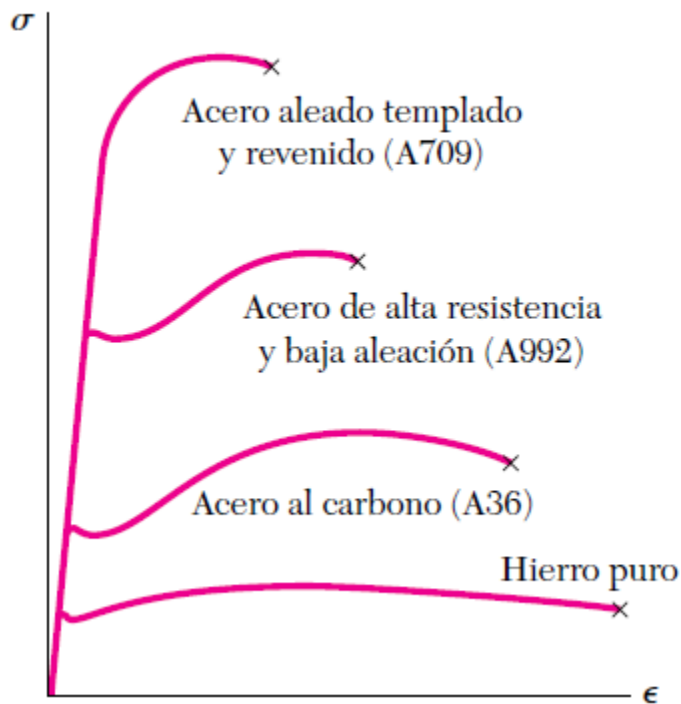 σ
Acero aleado templado
y revenido (A709)
Acero de alta resistencia
y baja aleación (A992)
Acero al carbono (A36)
Hierro puro
ϵ